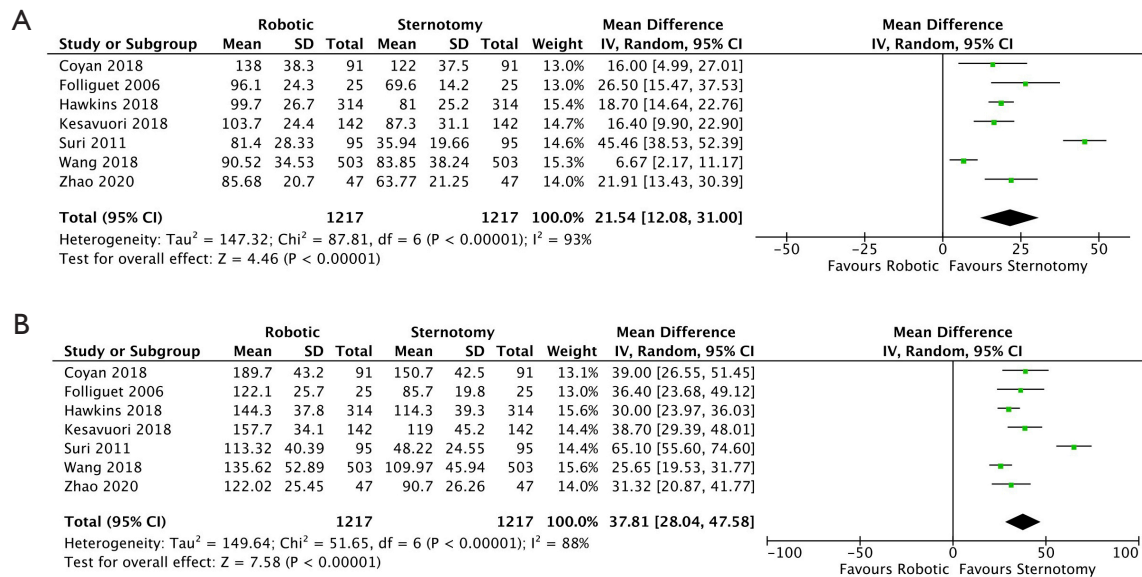 A
Robotic Sternotomy Mean Difference Mean Difference
Study or Subgroup Mean SD Total Mean SD Total Weight IV, Random, 95% CI IV, Random, 95% CI
Coyan 2018 138 38.3 91 122 37.5 91 13.0% 16.00 [4.99, 27.01]
Folliguet 2006 96.1 24.3 25 69.6 14.2 25 13.0% 26.50 [15.47, 37.53]
Hawkins 2018 99.7 26.7 314 81 25.2 314 15.4% 18.70 [14.64, 22.76]
Kesavuori 2018 103.7 24.4 142 87.3 31.1 142 14.7% 16.40 [9.90, 22.90]
Suri 2011 81.4 28.33 95 35.94 19.66 95 14.6% 45.46 [38.53, 52.39]
Wang 2018 90.52 34.53 503 83.85 38.24 503 15.3% 6.67 [2.17, 11.17]
Zhao 2020 85.68 20.7 47 63.77 21.25 47 14.0% 21.91 [13.43, 30.39]
Total (95% CI) 1217 1217 100.0% 21.54 [12.08, 31.00]
Heterogeneity: Tau² = 147.32; Chi² = 87.81, df = 6 (P < 0.00001); I² = 93%
Test for overall effect: Z = 4.46 (P < 0.00001)
−50 −25 0 25 50
Favours Robotic Favours Sternotomy
B
Robotic Sternotomy Mean Difference Mean Difference
Study or Subgroup Mean SD Total Mean SD Total Weight IV, Random, 95% CI IV, Random, 95% CI
Coyan 2018 189.7 43.2 91 150.7 42.5 91 13.1% 39.00 [26.55, 51.45]
Folliguet 2006 122.1 25.7 25 85.7 19.8 25 13.0% 36.40 [23.68, 49.12]
Hawkins 2018 144.3 37.8 314 114.3 39.3 314 15.6% 30.00 [23.97, 36.03]
Kesavuori 2018 157.7 34.1 142 119 45.2 142 14.4% 38.70 [29.39, 48.01]
Suri 2011 113.32 40.39 95 48.22 24.55 95 14.4% 65.10 [55.60, 74.60]
Wang 2018 135.62 52.89 503 109.97 45.94 503 15.6% 25.65 [19.53, 31.77]
Zhao 2020 122.02 25.45 47 90.7 26.26 47 14.0% 31.32 [20.87, 41.77]
Total (95% CI) 1217 1217 100.0% 37.81 [28.04, 47.58]
Heterogeneity: Tau² = 149.64; Chi² = 51.65, df = 6 (P < 0.00001); I² = 88%
Test for overall effect: Z = 7.58 (P < 0.00001)
−100 −50 0 50 100
Favours Robotic Favours Sternotomy